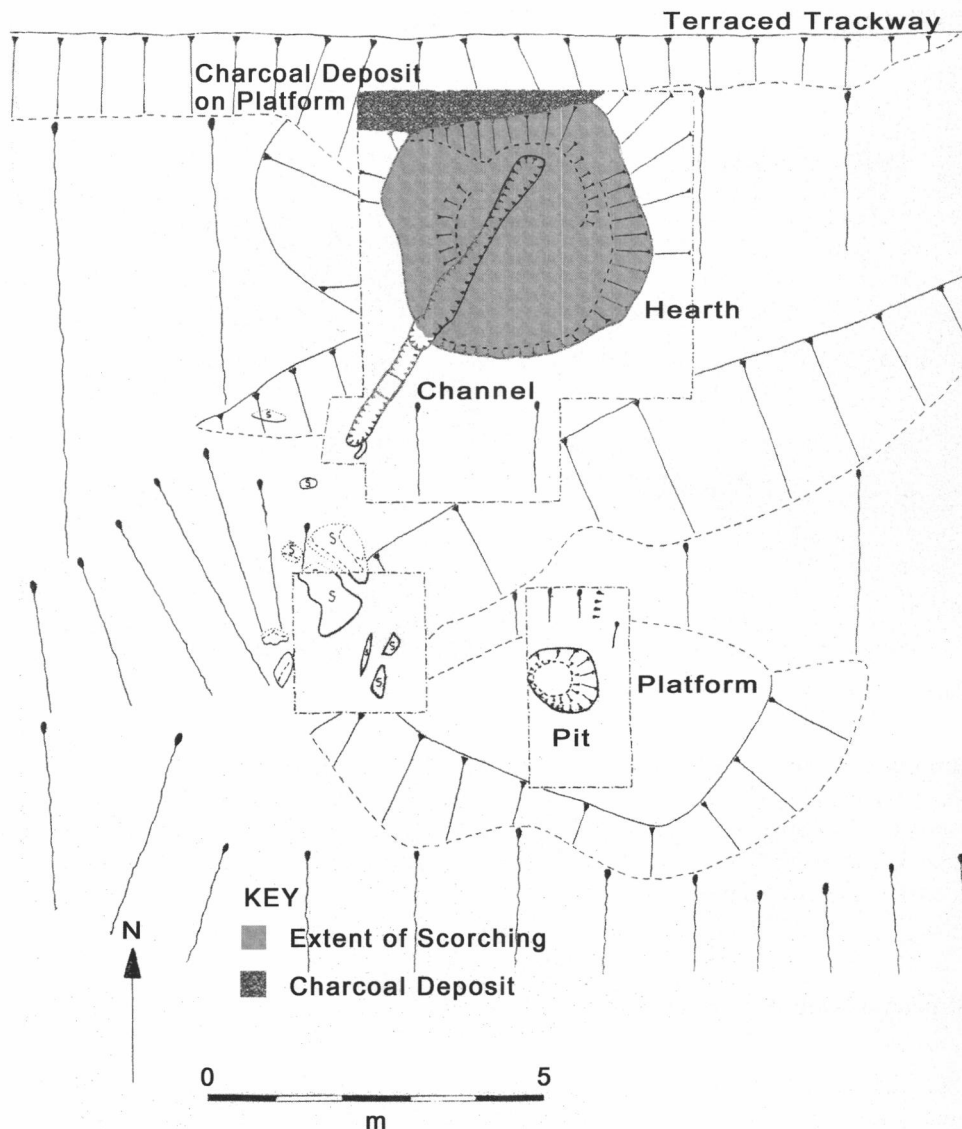 Terraced Trackway
Charcoal Deposit
on Platform
Hearth
Channel
S
S
S
S
S
S
S
S
Platform
Pit
KEY
Extent of Scorching
Charcoal Deposit
N
0 5
m